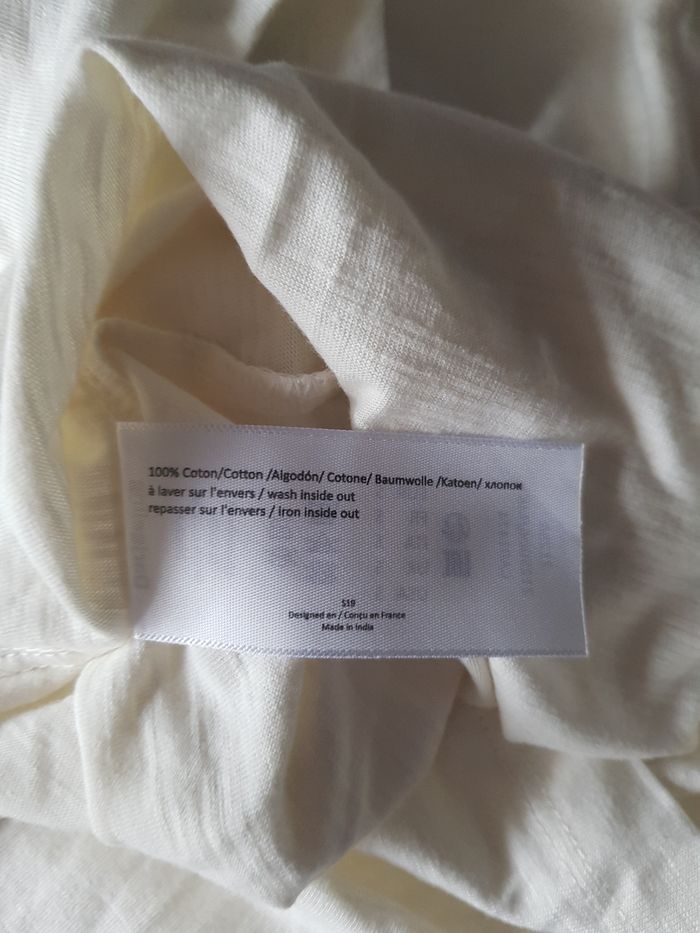 100% Coton/Cotton /Algodón/ Cotone/ Baumwolle /Katoen/ хлопок
à laver sur l'envers / wash inside out
repasser sur l'envers / iron inside out
S19
Designed en / Conçu en France
Made in India